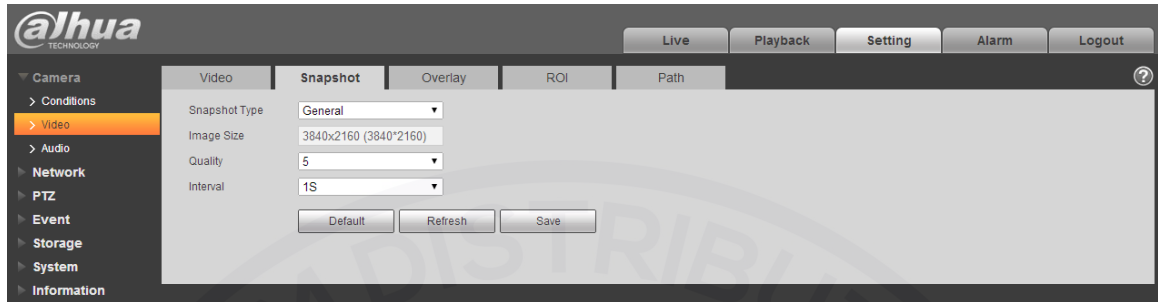 alhua
TECHNOLOGY
Live Playback Setting Alarm Logout
Camera
Conditions
Video
Audio
Network
PTZ
Event
Storage
System
Information
Video Snapshot Overlay ROI Path ?
Snapshot Type General
Image Size 3840x2160 (3840*2160)
Quality 5
Interval 1S
Default Refresh Save
DISTRIBU